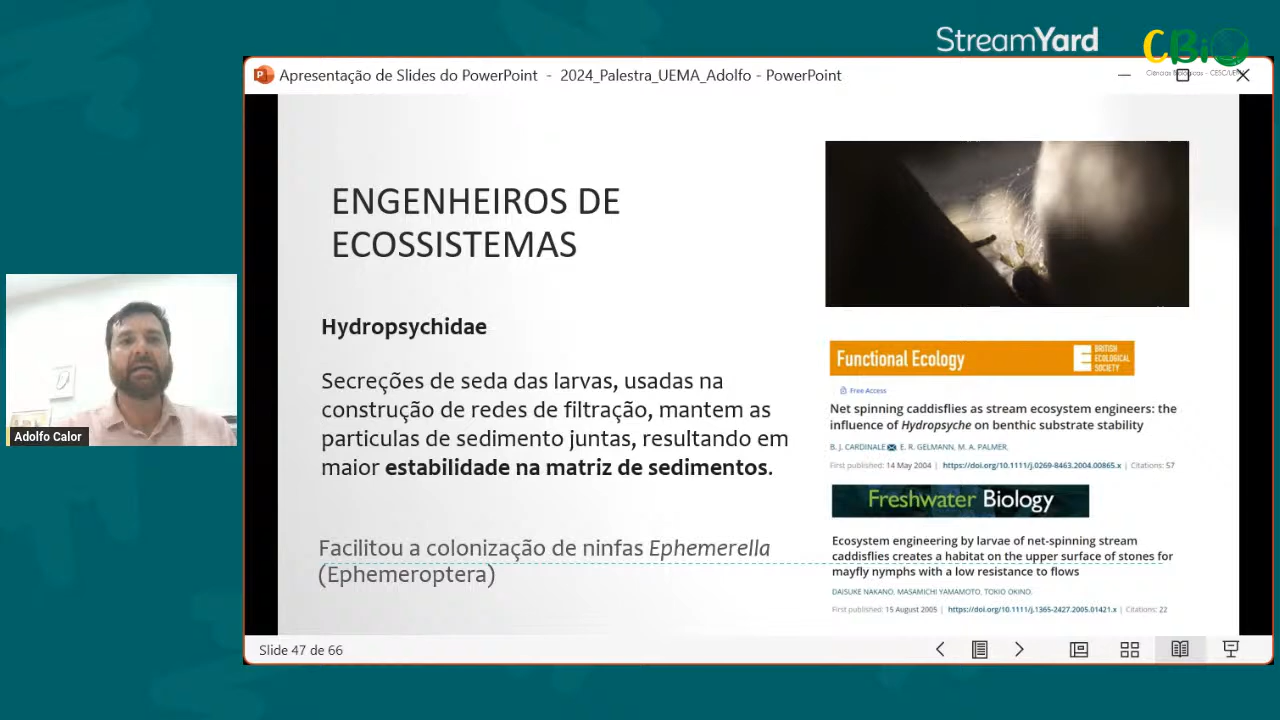 StreamYard
CBiO
Ciências Biológicas - CESC/UEMA
Apresentação de Slides do PowerPoint - 2024_Palestra_UEMA_Adolfo - PowerPoint
ENGENHEIROS DE
ECOSSISTEMAS
Hydropsychidae
Secreções de seda das larvas, usadas na
construção de redes de filtração, mantem as
particulas de sedimento juntas, resultando em
maior estabilidade na matriz de sedimentos.
Facilitou a colonização de ninfas Ephemerella
(Ephemeroptera)
Functional Ecology
BRITISH
ECOLOGICAL
SOCIETY
Free Access
Net spinning caddisflies as stream ecosystem engineers: the
influence of Hydropsyche on benthic substrate stability
B. J. CARDINALE, E. R. GELMANN, M. A. PALMER,
First published: 14 May 2004 | https://doi.org/10.1111/j.0269-8463.2004.00865.x | Citations: 57
Freshwater Biology
Ecosystem engineering by larvae of net-spinning stream
caddisflies creates a habitat on the upper surface of stones for
mayfly nymphs with a low resistance to flows
DAISUKE NAKANO, MASAMICHI YAMAMOTO, TOKIO OKINO,
First published: 15 August 2005 | https://doi.org/10.1111/j.1365-2427.2005.01421.x | Citations: 22
Adolfo Calor
Slide 47 de 66